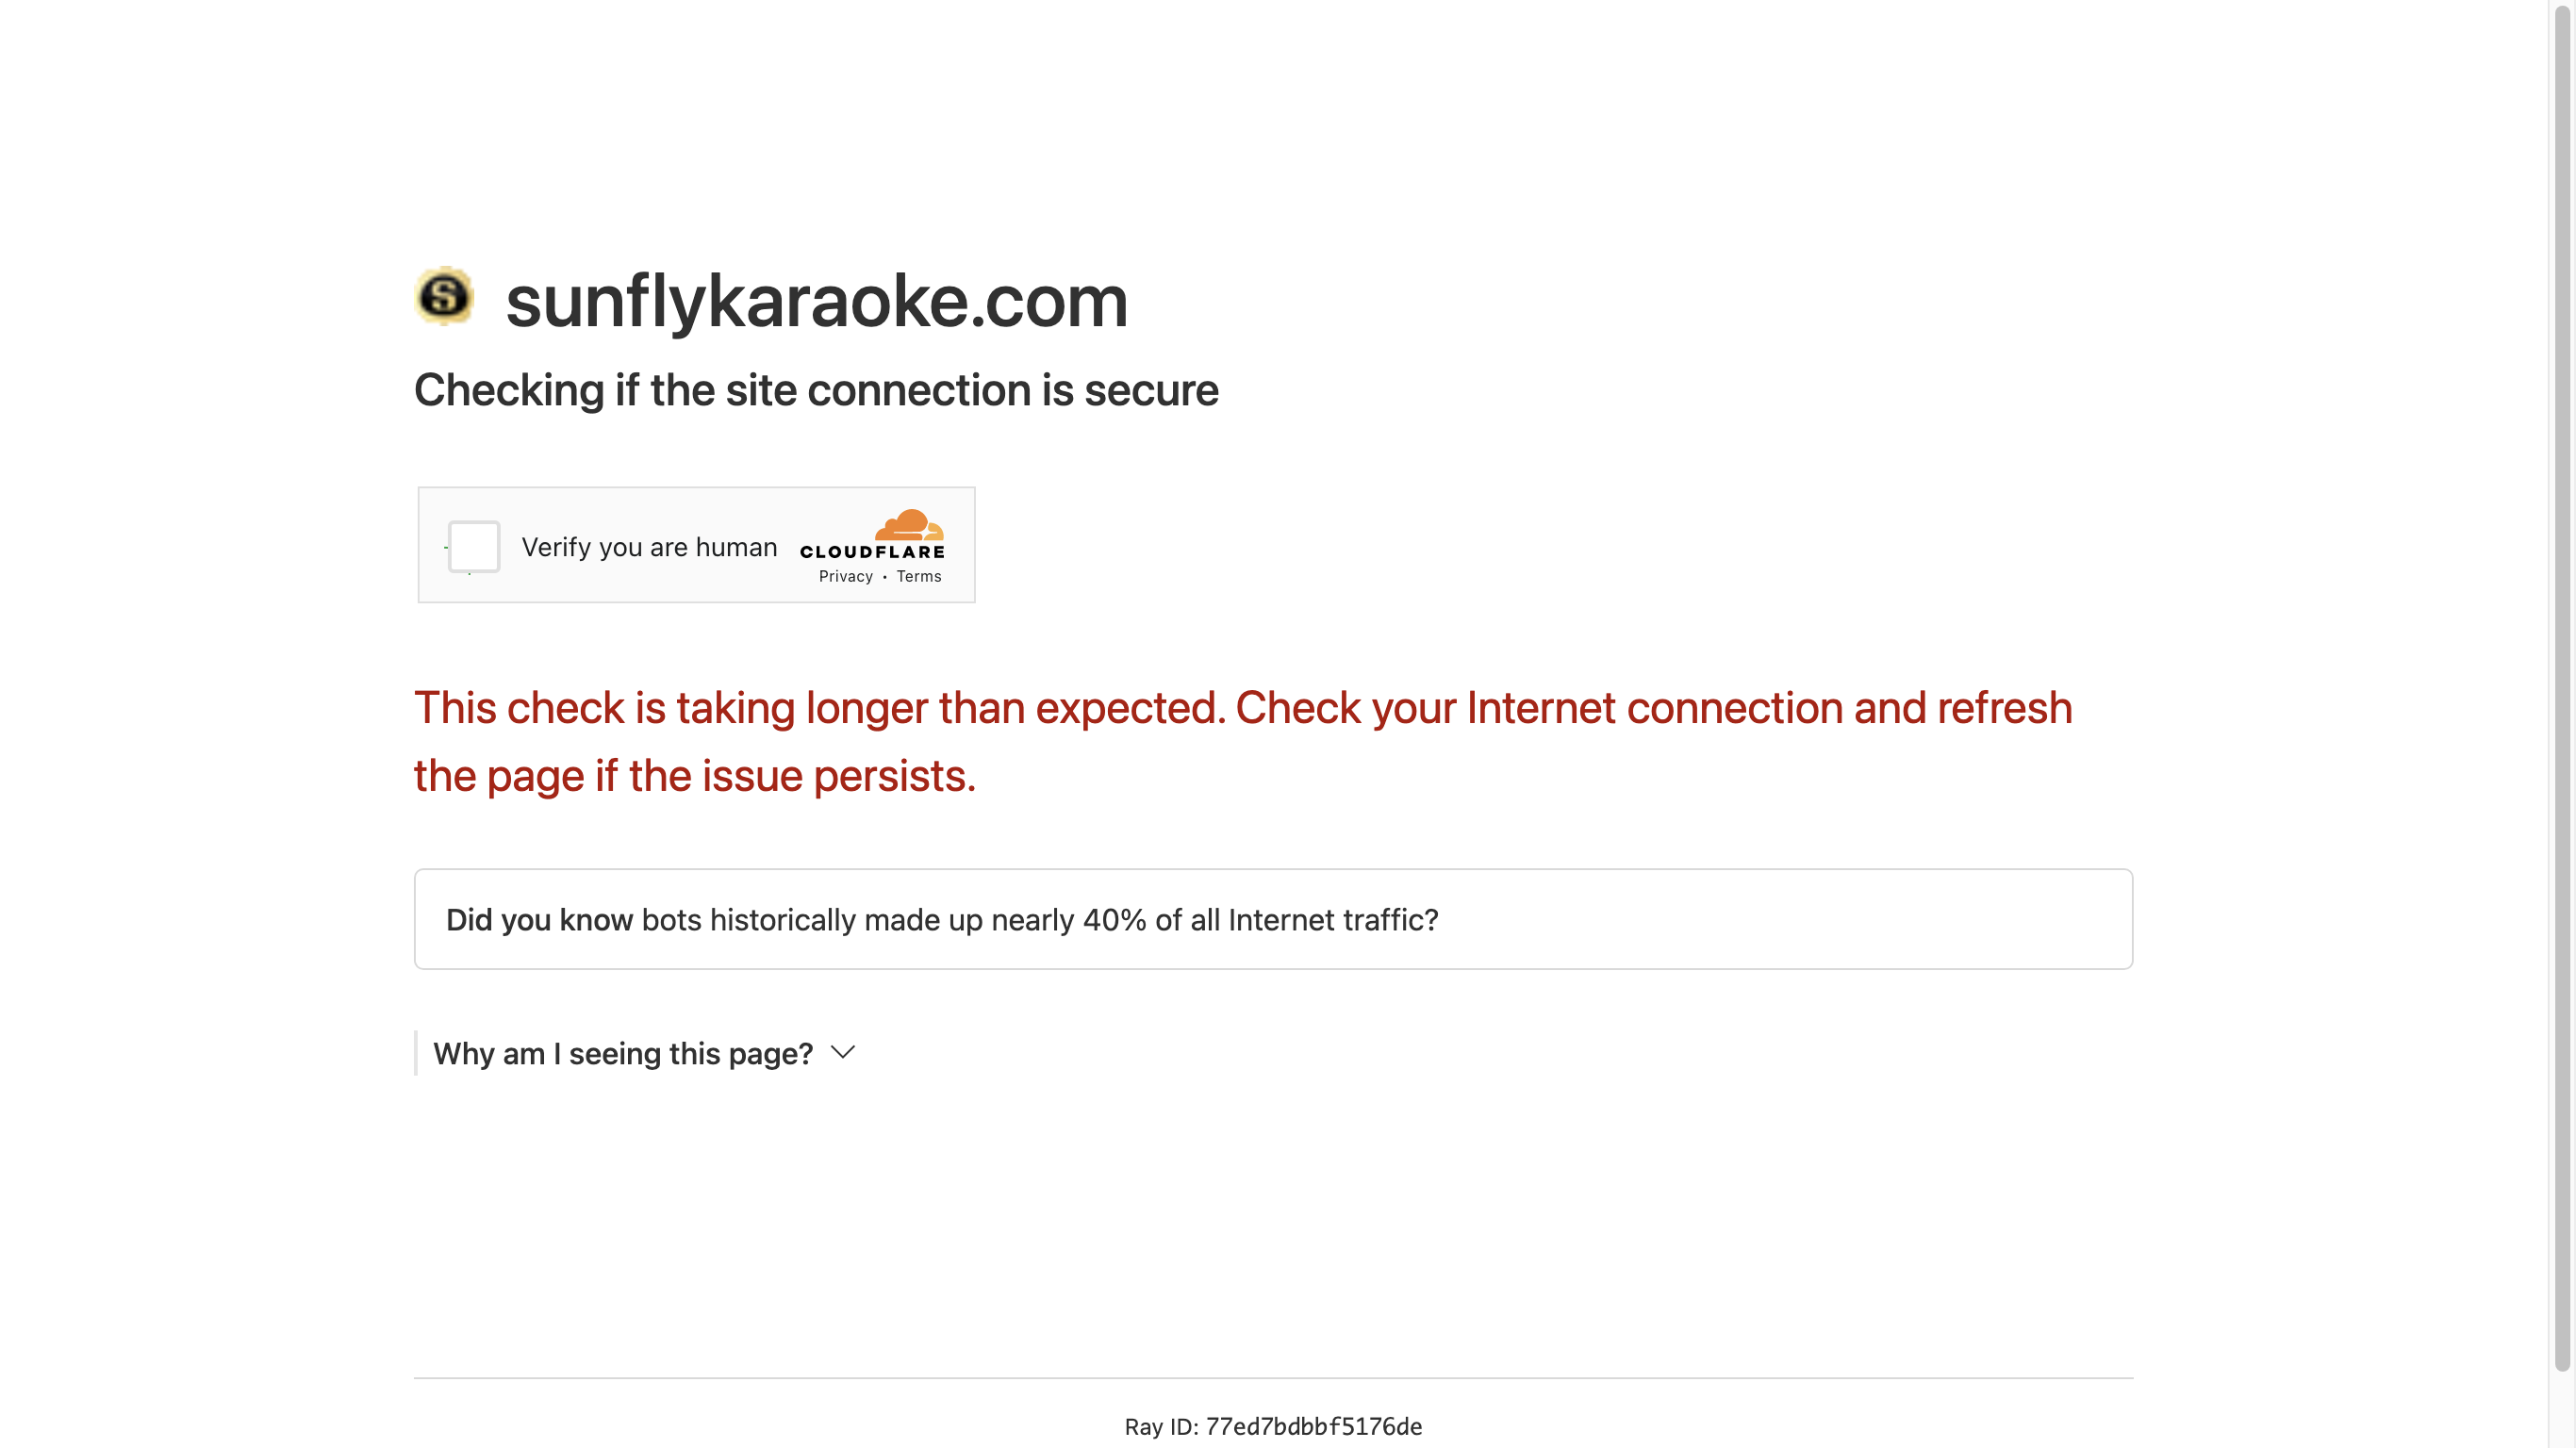 S sunflykaraoke.com
Checking if the site connection is secure
Verify you are human
CLOUDFLARE
Privacy • Terms
This check is taking longer than expected. Check your Internet connection and refresh
the page if the issue persists.
Did you know bots historically made up nearly 40% of all Internet traffic?
Why am I seeing this page?
Ray ID: 77ed7bdbbf5176de